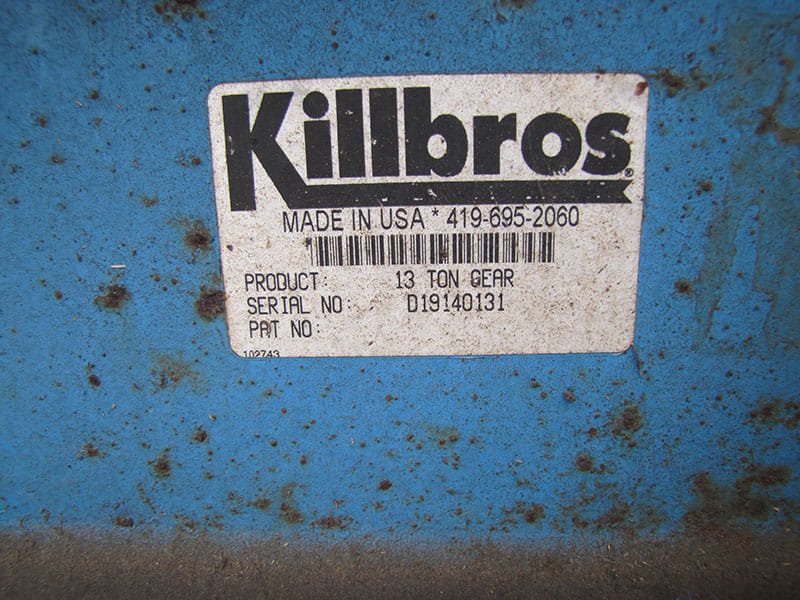 Killbros®
MADE IN USA * 419-695-2060
PRODUCT: 13 TON GEAR
SERIAL NO: D19140131
PAT NO:
102743